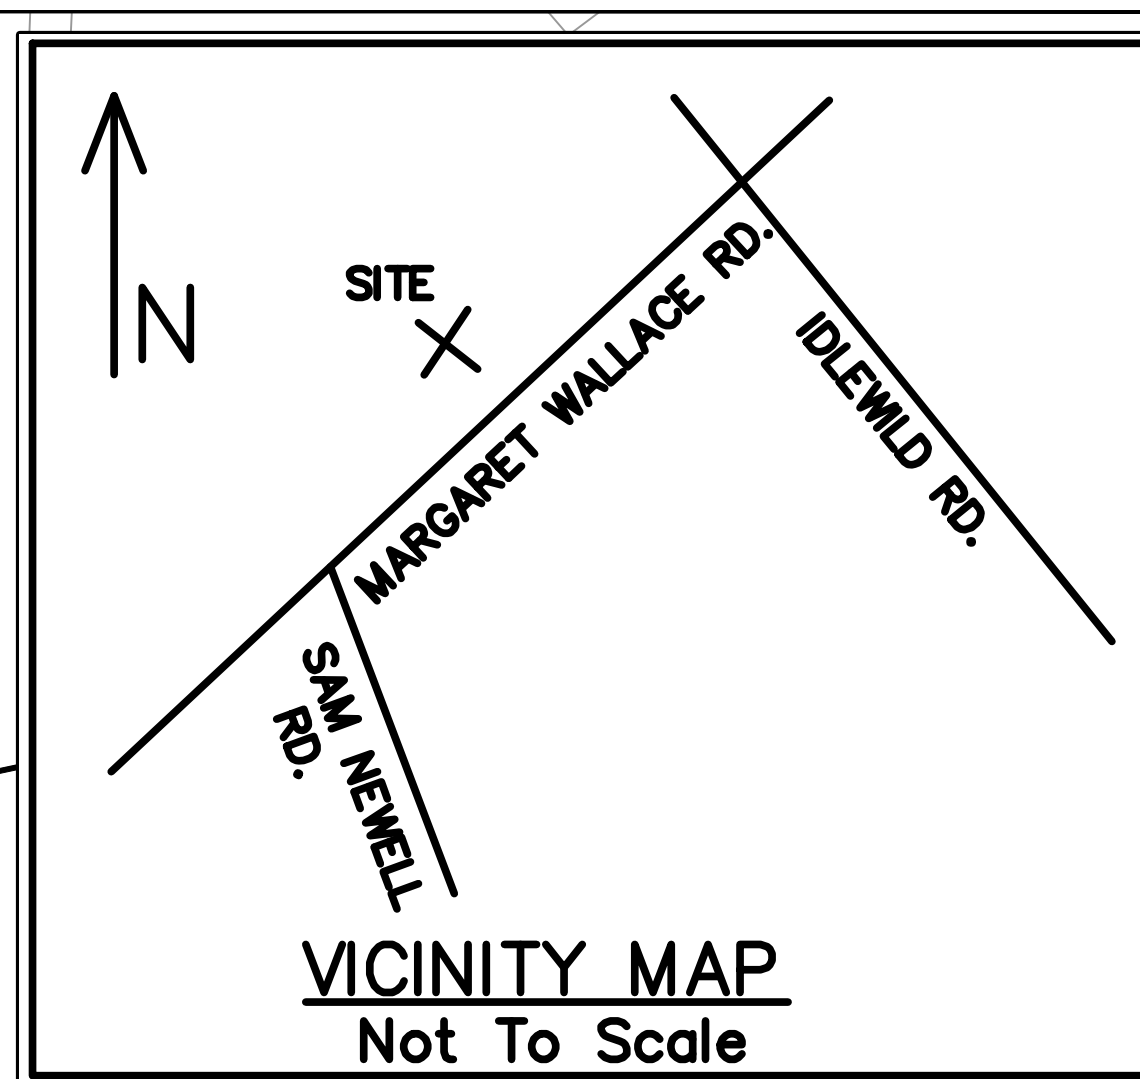 N
SITE
MARGARET WALLACE RD.
IDLEWILD RD.
SAM NEWELL
RD.
VICINITY MAP
Not To Scale